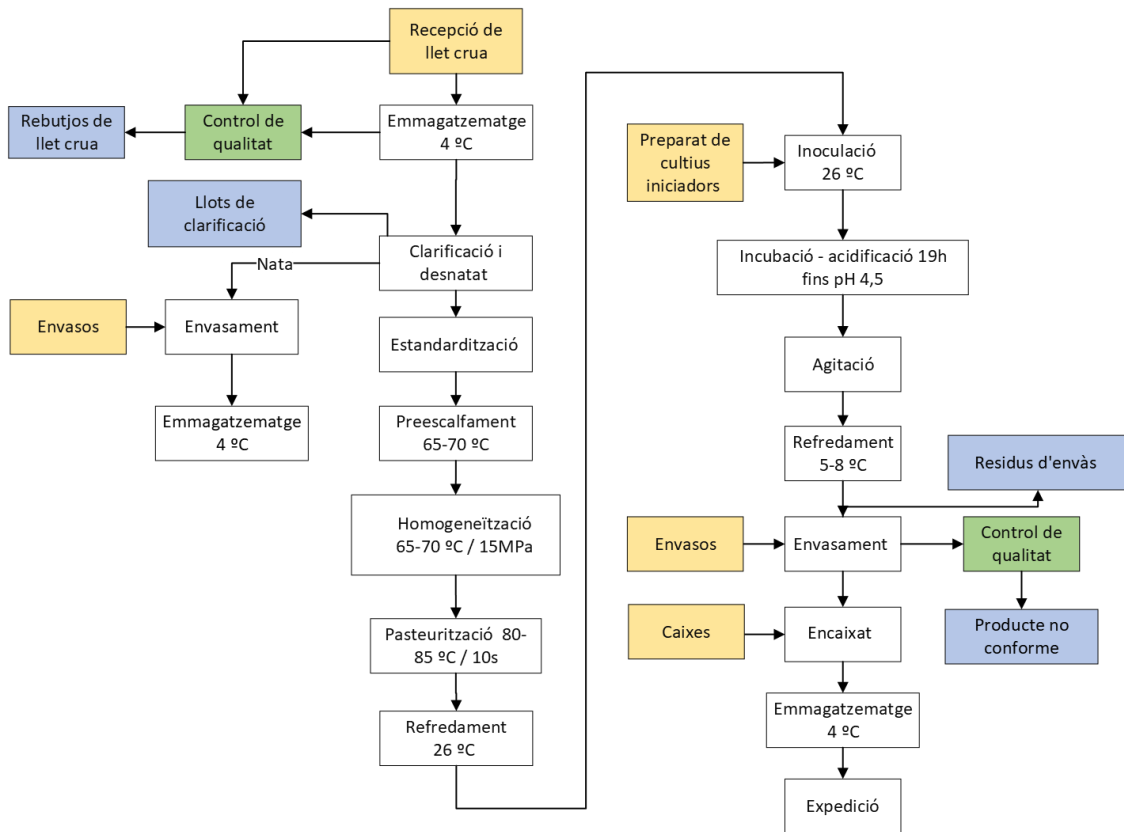 Recepció de
llet crua
Rebutjos de
llet crua
Control de
qualitat
Emmagatzematge
4 ºC
Llots de
clarificació
Clarificació i
desnatat
Nata
Envasos
Envasament
Estandardització
Emmagatzematge
4 ºC
Preescalfament
65-70 ºC
Homogeneïtzació
65-70 ºC / 15MPa
Pasteurització 80-
85 ºC / 10s
Refredament
26 ºC
Preparat de
cultius
iniciadors
Inoculació
26 ºC
Incubació - acidificació 19h
fins pH 4,5
Agitació
Refredament
5-8 ºC
Residus d'envàs
Envasos
Envasament
Control de
qualitat
Caixes
Encaixat
Producte no
conforme
Emmagatzematge
4 ºC
Expedició